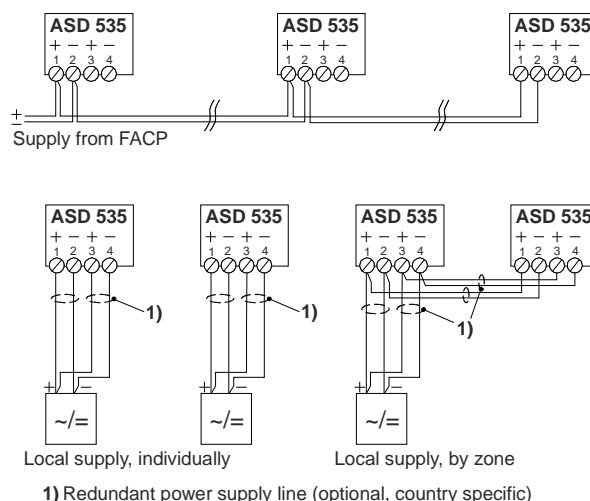 ASD 535 ASD 535 ASD 535
+ − + − + − + − + − + −
1 2 3 4 1 2 3 4 1 2 3 4
+
−
Supply from FACP
ASD 535 ASD 535 ASD 535 ASD 535
+ − + − + − + − + − + − + − + −
1 2 3 4 1 2 3 4 1 2 3 4 1 2 3 4
1) 1)
1)
+ − + − + −
~/= ~/= ~/=
Local supply, individually Local supply, by zone
1) Redundant power supply line (optional, country specific)